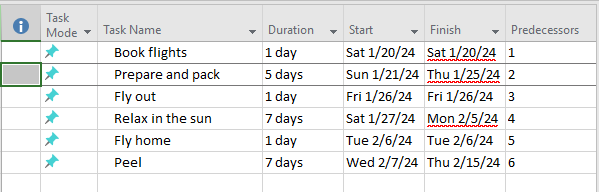 Task Mode Task Name Duration Start Finish Predecessors
Book flights 1 day Sat 1/20/24 Sat 1/20/24 1
Prepare and pack 5 days Sun 1/21/24 Thu 1/25/24 2
Fly out 1 day Fri 1/26/24 Fri 1/26/24 3
Relax in the sun 7 days Sat 1/27/24 Mon 2/5/24 4
Fly home 1 day Tue 2/6/24 Tue 2/6/24 5
Peel 7 days Wed 2/7/24 Thu 2/15/24 6